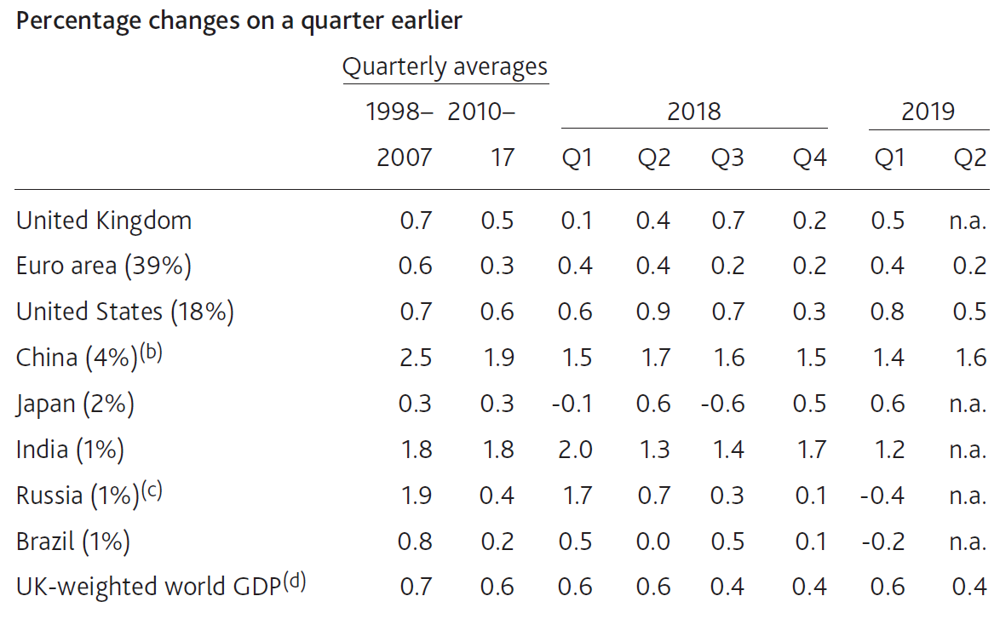 Percentage changes on a quarter earlier
Quarterly averages
1998– 2010– 2018 2019
2007 17 Q1 Q2 Q3 Q4 Q1 Q2
United Kingdom 0.7 0.5 0.1 0.4 0.7 0.2 0.5 n.a.
Euro area (39%) 0.6 0.3 0.4 0.4 0.2 0.2 0.4 0.2
United States (18%) 0.7 0.6 0.6 0.9 0.7 0.3 0.8 0.5
China (4%)(b) 2.5 1.9 1.5 1.7 1.6 1.5 1.4 1.6
Japan (2%) 0.3 0.3 -0.1 0.6 -0.6 0.5 0.6 n.a.
India (1%) 1.8 1.8 2.0 1.3 1.4 1.7 1.2 n.a.
Russia (1%)(c) 1.9 0.4 1.7 0.7 0.3 0.1 -0.4 n.a.
Brazil (1%) 0.8 0.2 0.5 0.0 0.5 0.1 -0.2 n.a.
UK-weighted world GDP(d) 0.7 0.6 0.6 0.6 0.4 0.4 0.6 0.4